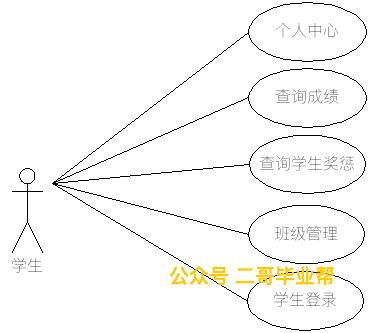 个人中心
查询成绩
查询学生奖惩
班级管理
学生
公众号 二哥毕业帮
学生登录